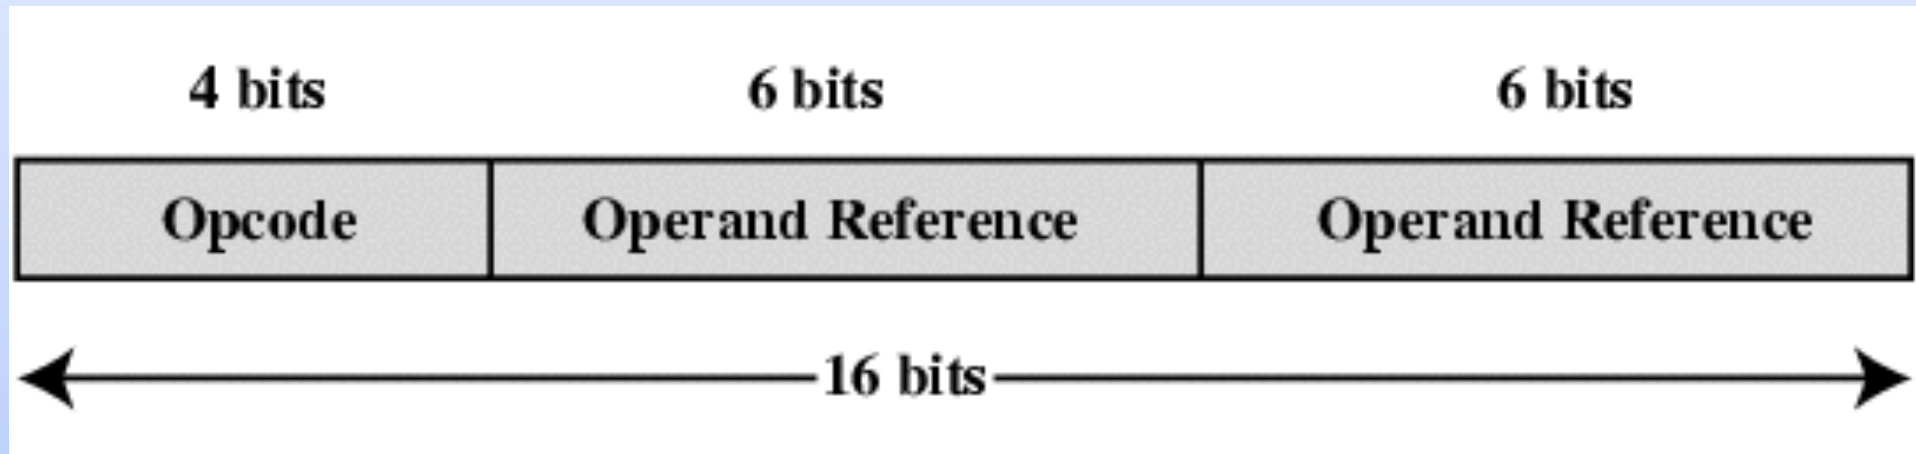 4 bits 6 bits 6 bits
Opcode Operand Reference Operand Reference
16 bits